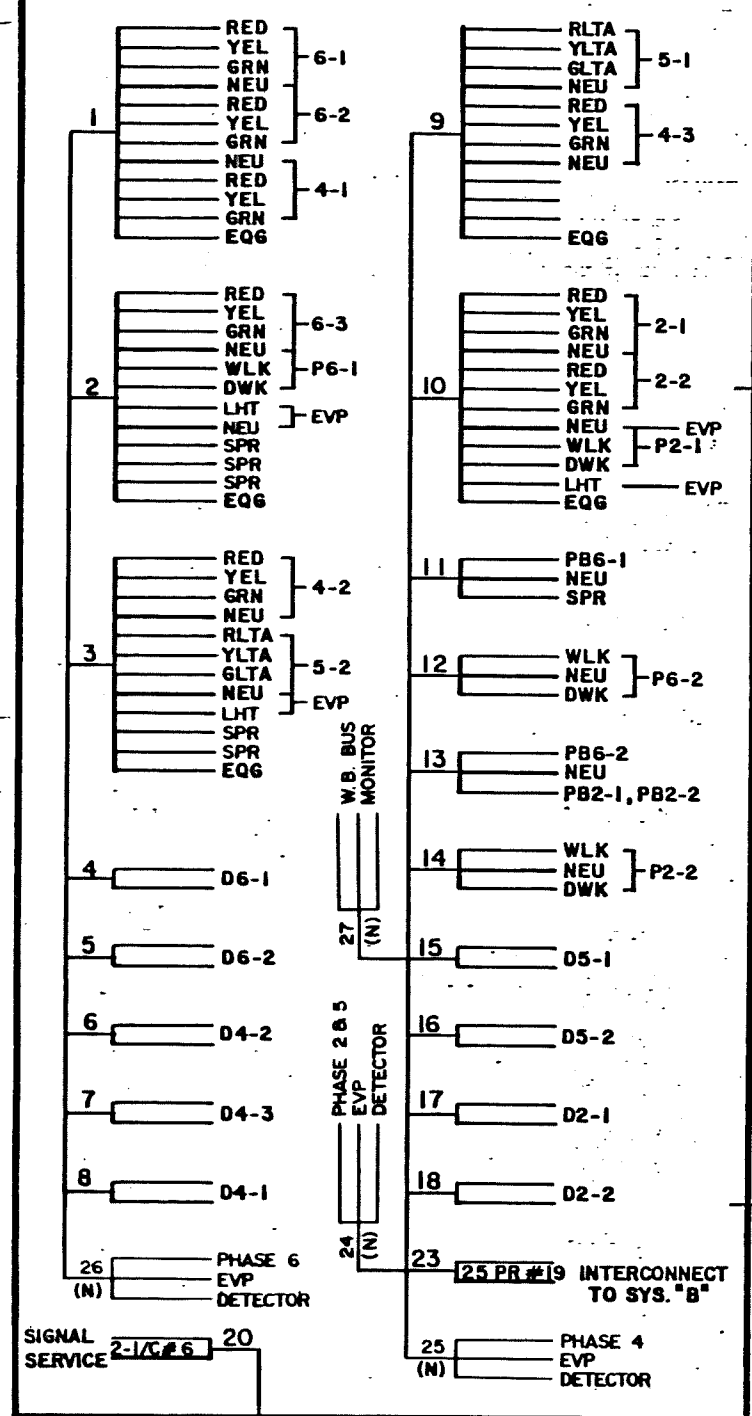 1
RED
YEL
GRN
NEU
RED
YEL
GRN
NEU
RED
YEL
GRN
EQG
6-1
6-2
4-1
2
RED
YEL
GRN
NEU
WLK
DWK
LHT
NEU
SPR
SPR
SPR
EQG
6-3
P6-1
EVP
3
RED
YEL
GRN
NEU
RLTA
YLTA
GLTA
NEU
LHT
SPR
SPR
EQG
4-2
5-2
EVP
4
D6-1
5
D6-2
6
D4-2
7
D4-3
8
D4-1
26
(N)
PHASE 6
EVP
DETECTOR
SIGNAL
SERVICE
2-1/C#6
20
9
RLTA
YLTA
GLTA
NEU
RED
YEL
GRN
NEU
EQG
5-1
4-3
10
RED
YEL
GRN
NEU
RED
YEL
GRN
NEU
WLK
DWK
LHT
EQG
2-1
2-2
EVP
P2-1
EVP
11
PB6-1
NEU
SPR
12
WLK
NEU
DWK
P6-2
13
PB6-2
NEU
PB2-1, PB2-2
14
WLK
NEU
DWK
P2-2
W.B. BUS
MONITOR
27
(N)
15
D5-1
16
D5-2
17
D2-1
18
D2-2
PHASE 2 & 5
EVP
DETECTOR
24
(N)
23
25 PR #19 INTERCONNECT
TO SYS. "B"
25
(N)
PHASE 4
EVP
DETECTOR